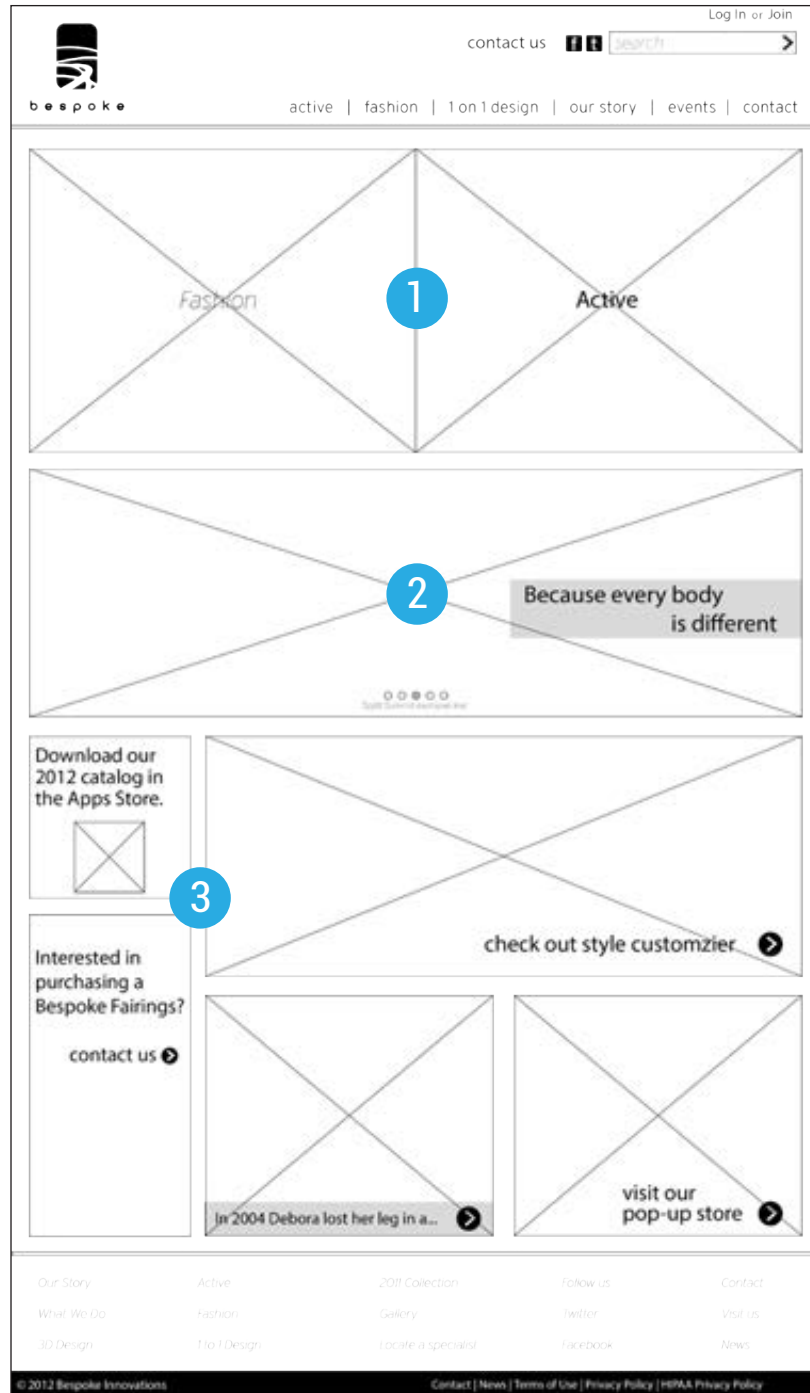 Log In or Join
contact us
search
bespoke
active | fashion | 1 on 1 design | our story | events | contact
Fashion
1
Active
2
Because every body
is different
Download our
2012 catalog in
the Apps Store.
3
check out style customzier
Interested in
purchasing a
Bespoke Fairings?
contact us
In 2004 Debora lost her leg in a...
visit our
pop-up store
Our Story Active 2011 Collection Follow us Contact
What We Do Fashion Gallery Twitter Visit us
3D Design 1 to 1 Design Locate a specialist Facebook News
© 2012 Bespoke Innovations
Contact | News | Terms of Use | Privacy Policy | HIPAA Privacy Policy